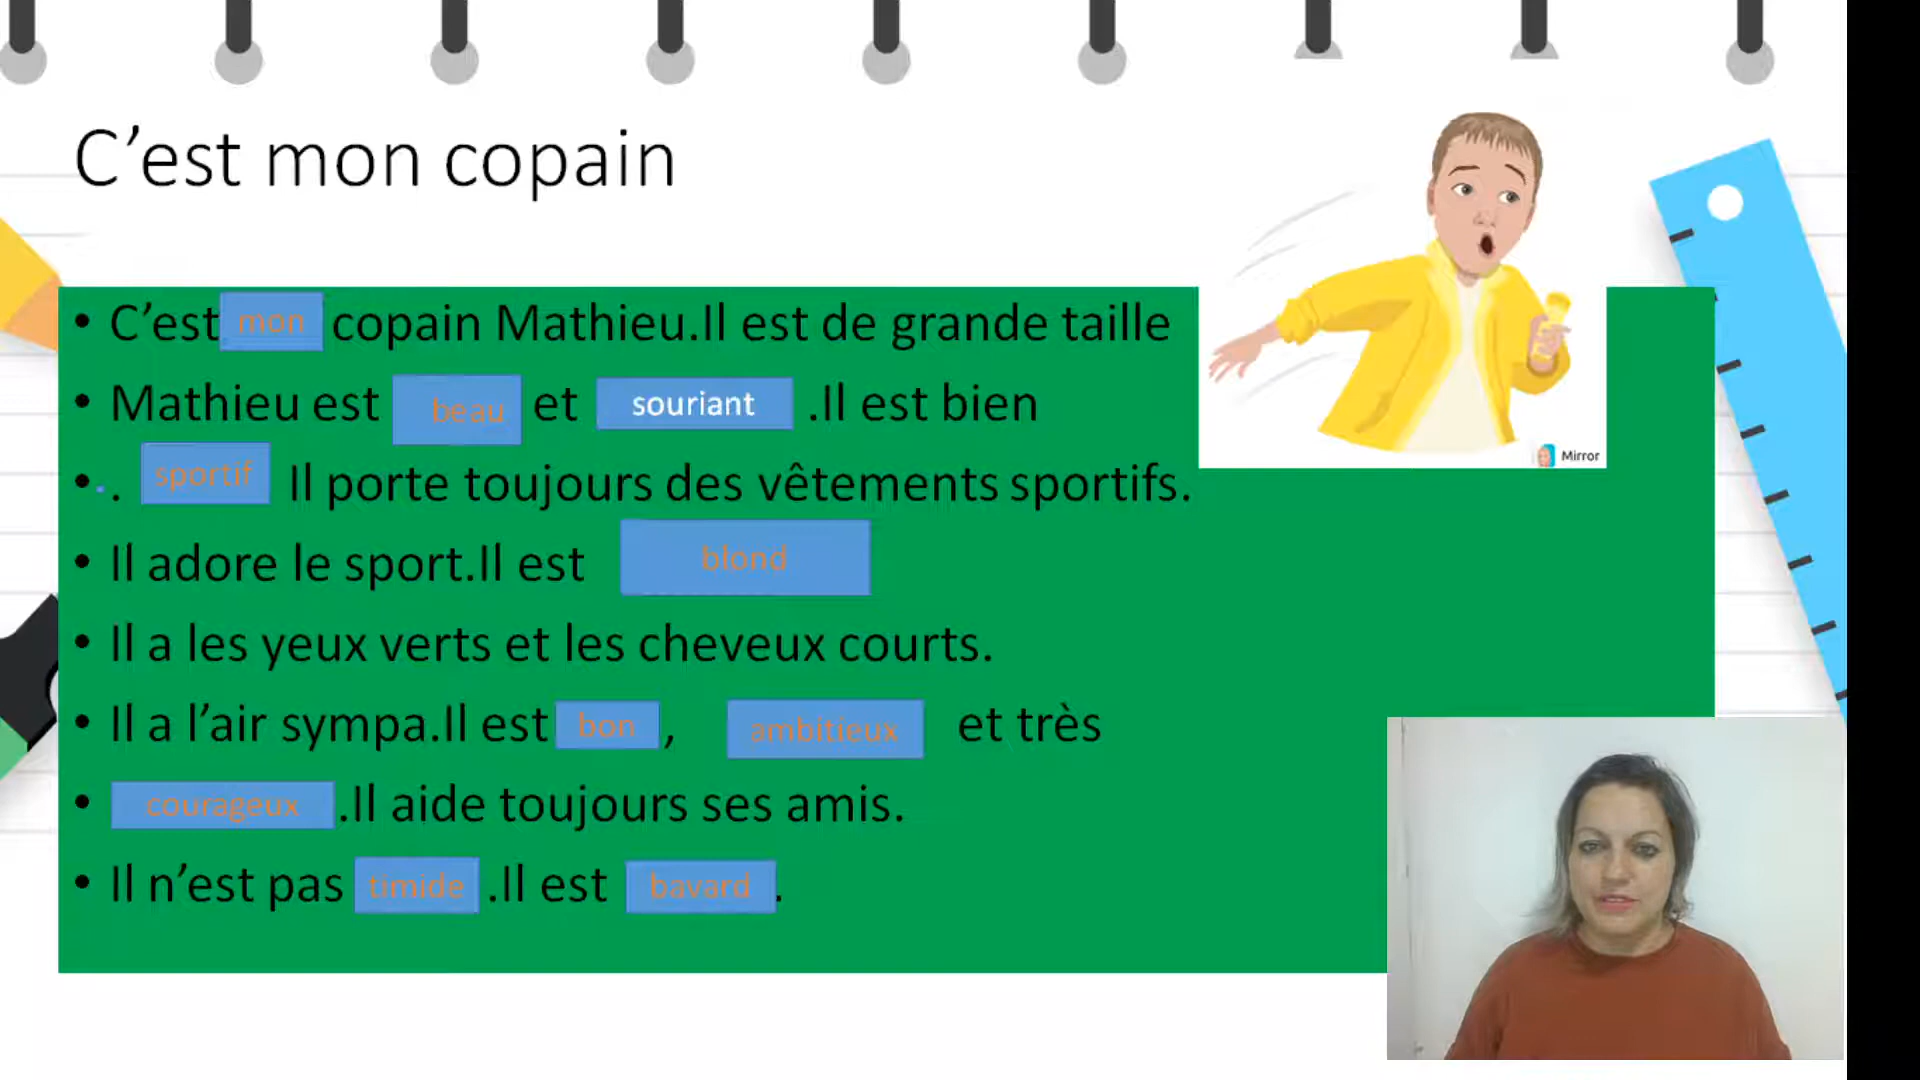 C’est mon copain
• C’est mon copain Mathieu.Il est de grande taille
• Mathieu est beau et souriant .Il est bien
• . sportif Il porte toujours des vêtements sportifs.
• Il adore le sport.Il est blond
• Il a les yeux verts et les cheveux courts.
• Il a l’air sympa.Il est bon , ambitieux et très
• courageux .Il aide toujours ses amis.
• Il n’est pas timide .Il est bavard .
Mirror